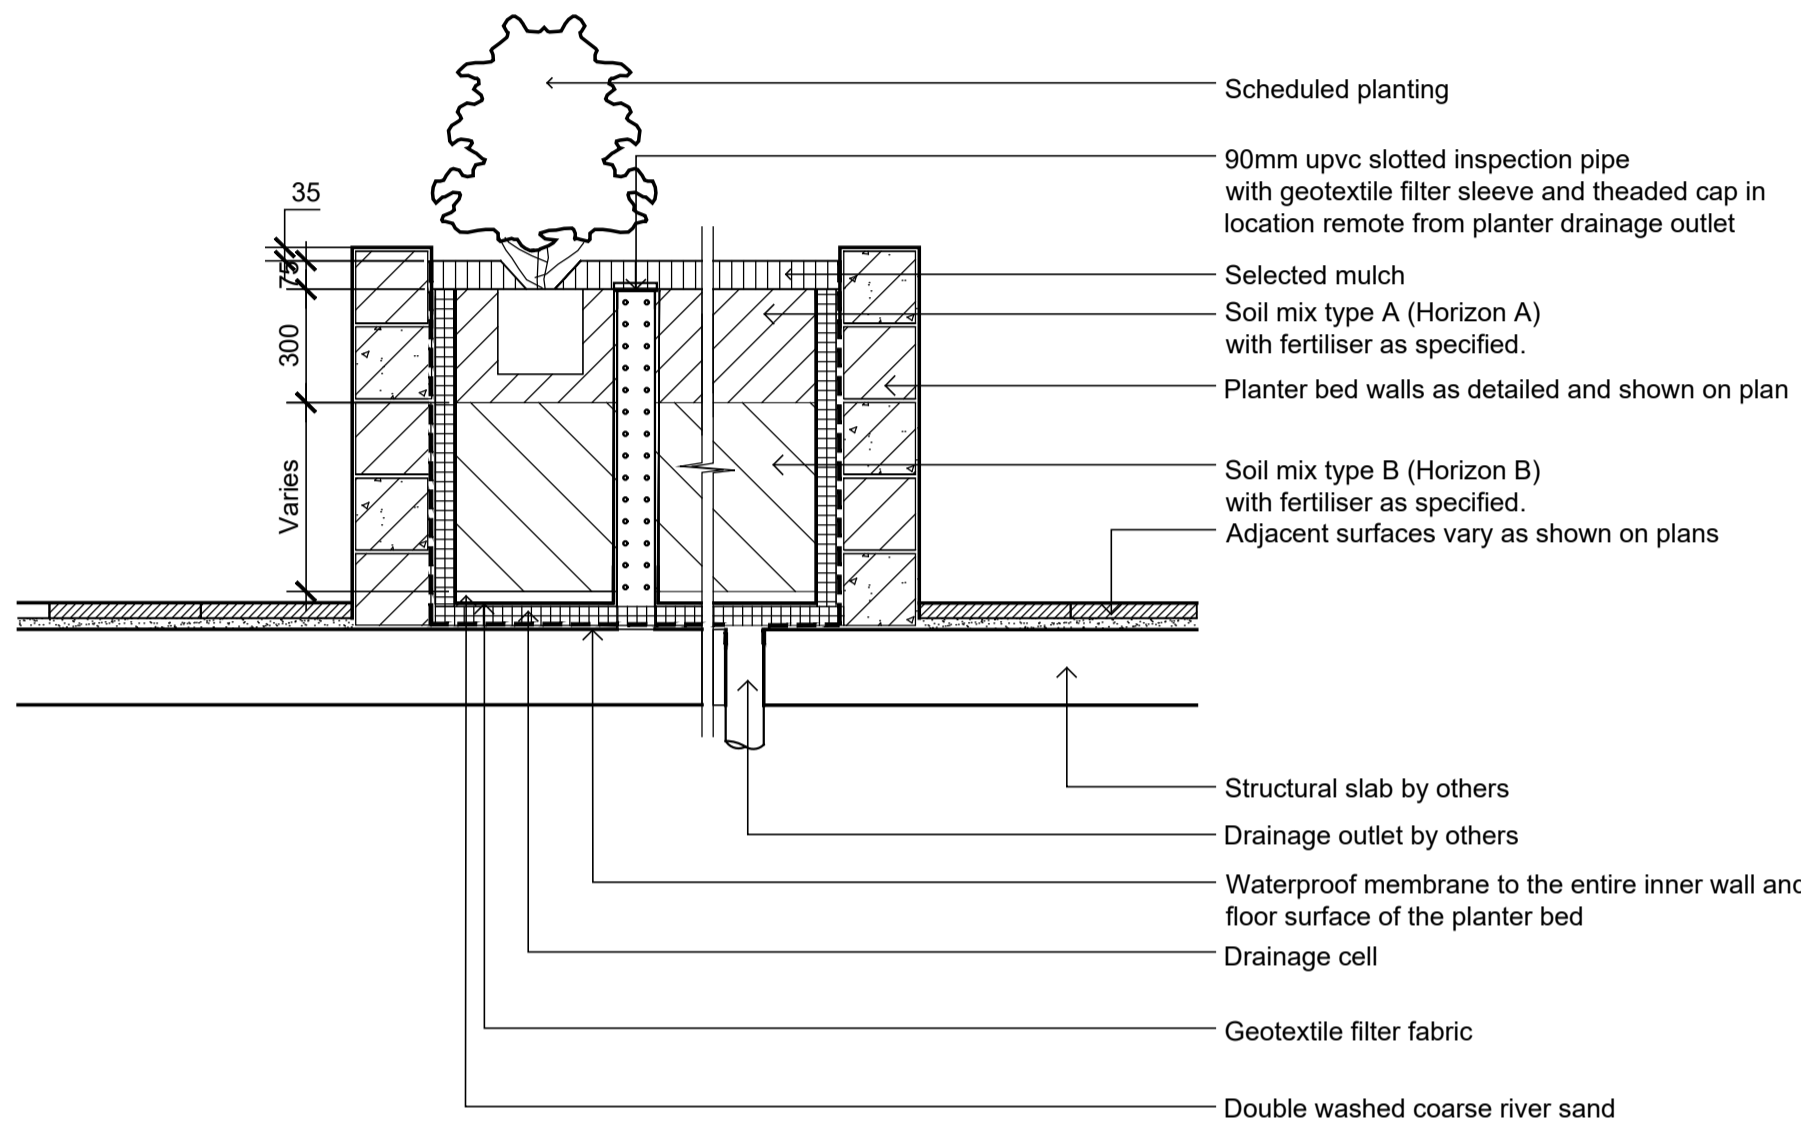 Scheduled planting
90mm upvc slotted inspection pipe
with geotextile filter sleeve and theaded cap in
location remote from planter drainage outlet
35
Selected mulch
75
Soil mix type A (Horizon A)
with fertiliser as specified.
300
Planter bed walls as detailed and shown on plan
Soil mix type B (Horizon B)
with fertiliser as specified.
Varies
Adjacent surfaces vary as shown on plans
Structural slab by others
Drainage outlet by others
Waterproof membrane to the entire inner wall and
floor surface of the planter bed
Drainage cell
Geotextile filter fabric
Double washed coarse river sand